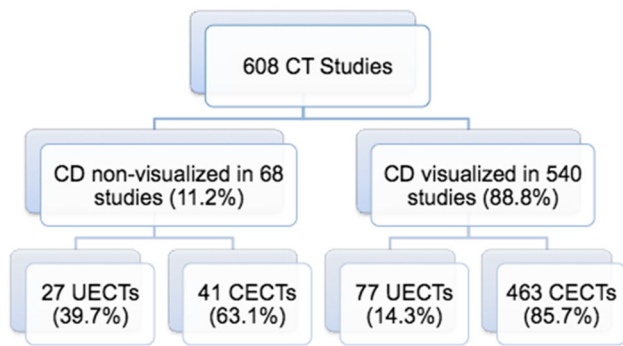 608 CT Studies
CD non-visualized in 68
studies (11.2%)
CD visualized in 540
studies (88.8%)
27 UECTs
(39.7%)
41 CECTs
(63.1%)
77 UECTs
(14.3%)
463 CECTs
(85.7%)